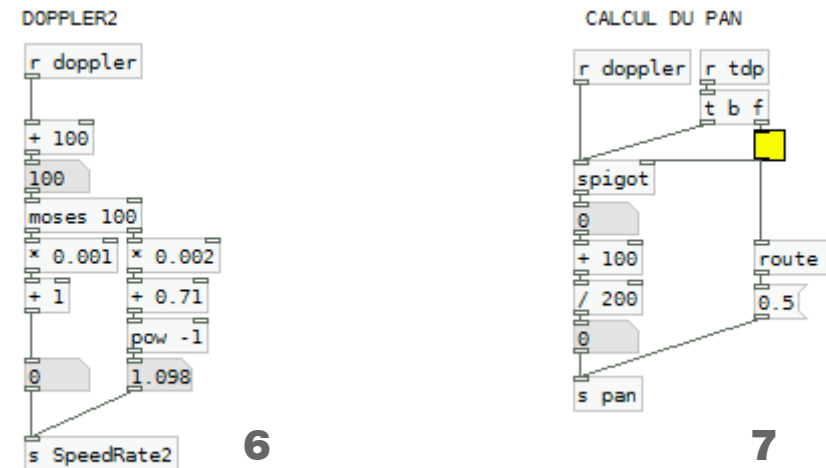 DOPPLER2
r doppler
+ 100
100
moses 100
* 0.001 * 0.002
+ 1 + 0.71
pow -1
0 1.098
s SpeedRate2
6
CALCUL DU PAN
r doppler r tdp
t b f
spigot
0
+ 100
route
/ 200
0.5
0
s pan
7